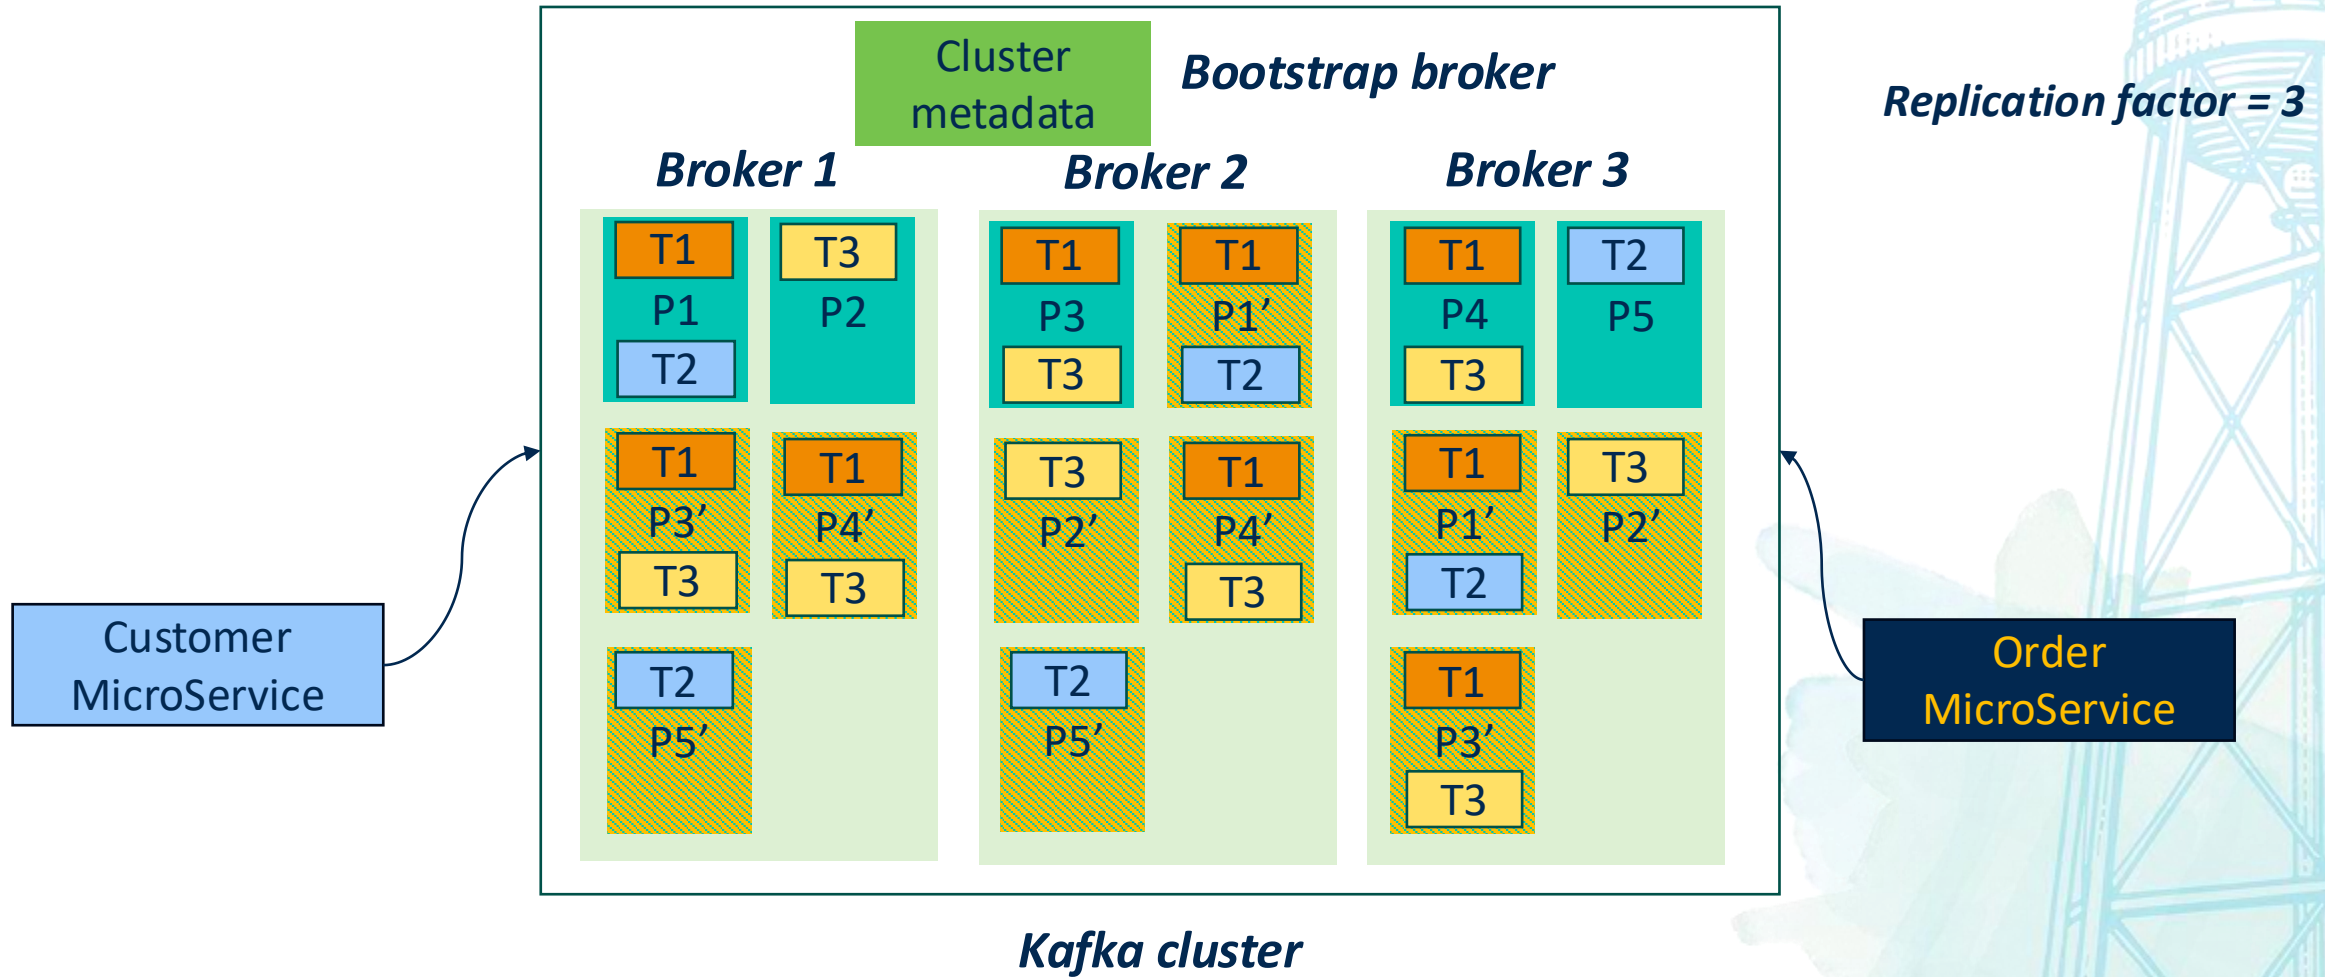 Cluster
metadata
Bootstrap broker
Replication factor = 3
Broker 1
Broker 2
Broker 3
T1
P1
T2
T3
P2
T1
P3’
T3
T1
P4’
T3
T2
P5’
T1
P3
T3
T1
P1’
T2
T3
P2’
T1
P4’
T3
T2
P5’
T1
P4
T3
T2
P5
T1
P1’
T2
T3
P2’
T1
P3’
T3
Customer
MicroService
Order
MicroService
Kafka cluster